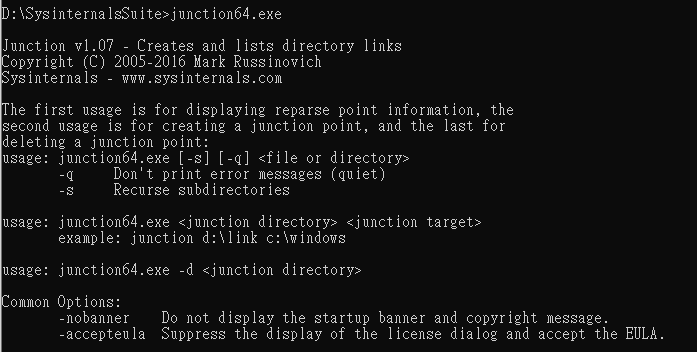 D:\SysinternalsSuite>junction64.exe
Junction v1.07 - Creates and lists directory links
Copyright (C) 2005-2016 Mark Russinovich
Sysinternals - www.sysinternals.com
The first usage is for displaying reparse point information, the
second usage is for creating a junction point, and the last for
deleting a junction point:
usage: junction64.exe [-s] [-q] <file or directory>
-q     Don't print error messages (quiet)
-s     Recurse subdirectories
usage: junction64.exe <junction directory> <junction target>
example: junction d:\link c:\windows
usage: junction64.exe -d <junction directory>
Common Options:
-nobanner    Do not display the startup banner and copyright message.
-accepteula  Suppress the display of the license dialog and accept the EULA.